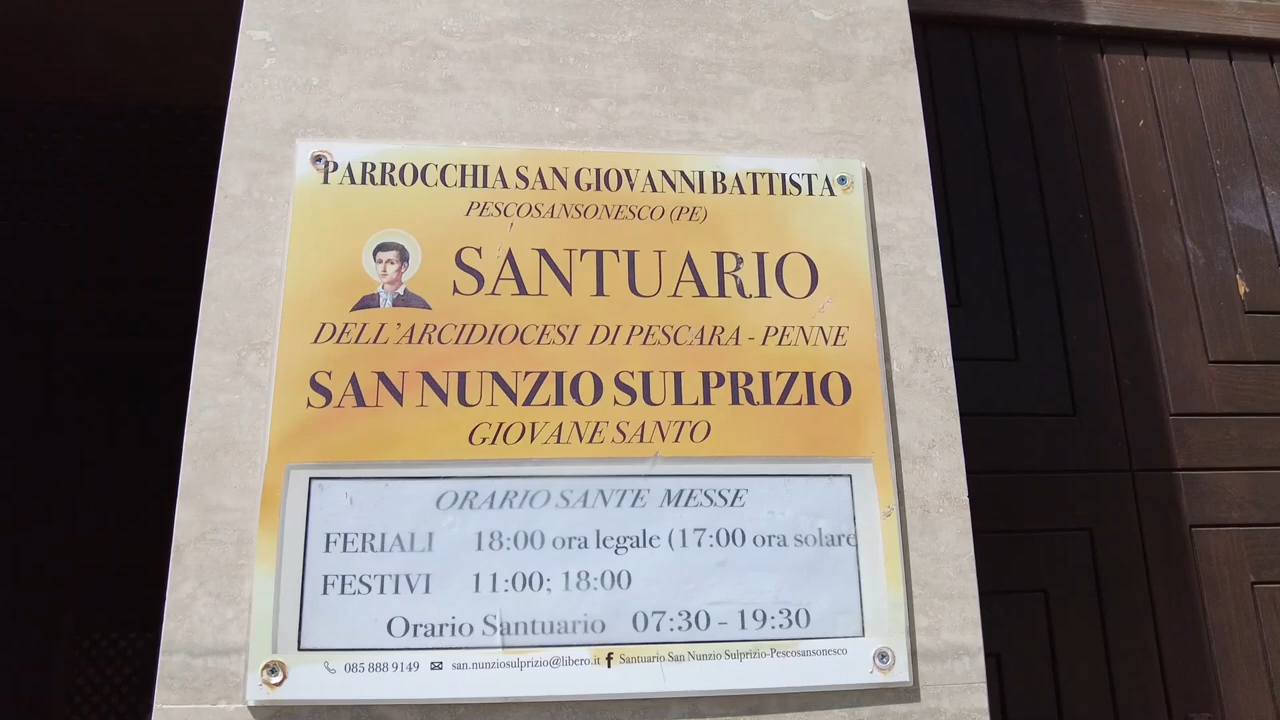 PARROCCHIA SAN GIOVANNI BATTISTA
PESCOSANSONESCO (PE)
SANTUARIO
DELL'ARCIDIOCESI DI PESCARA - PENNE
SAN NUNZIO SULPRIZIO
GIOVANE SANTO
ORARIO SANTE MESSE
FERIALI 18:00 ora legale (17:00 ora solare
FESTIVI 11:00; 18:00
Orario Santuario 07:30 - 19:30
085 888 9149 san.nunziosulprizio@libero.it f Santuario San Nunzio Sulprizio-Pescosansonesco